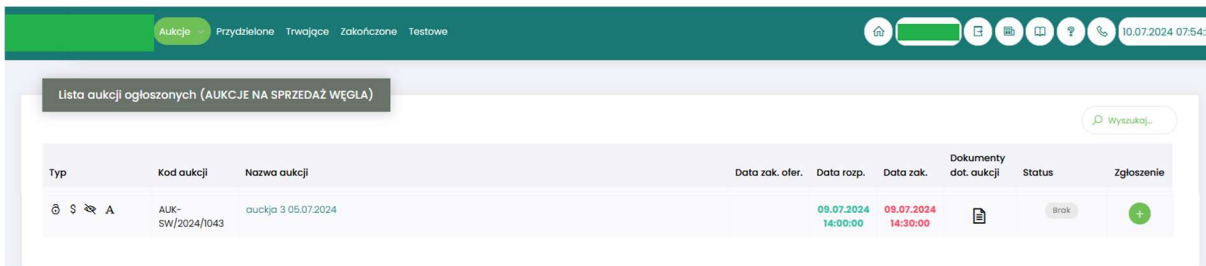 Aukcje Przydzielone Trwające Zakończone Testowe 10.07.2024 07:54:
Lista aukcji ogłoszonych (AUKCJE NA SPRZEDAŻ WĘGLA)
Wyszukaj...
Typ Kod aukcji Nazwa aukcji Data zak. ofer. Data rozp. Data zak. Dokumenty dot. aukcji Status Zgłoszenie
$ A AUK-SW/2024/1043 auckja 3 05.07.2024 09.07.2024 14:00:00 09.07.2024 14:30:00 Brak +